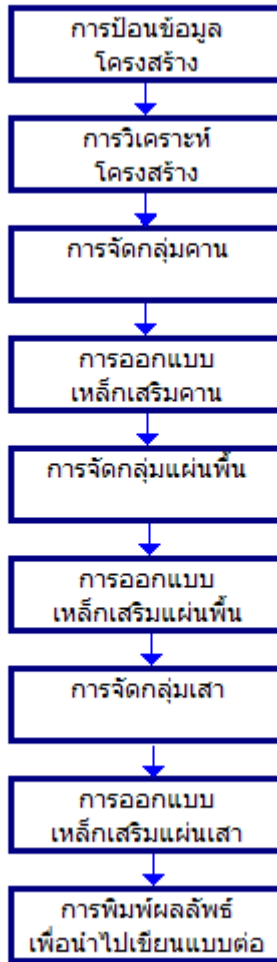 การป้อนข้อมูล
โครงสร้าง
การวิเคราะห์
โครงสร้าง
การจัดกลุ่มคาน
การออกแบบ
เหล็กเสริมคาน
การจัดกลุ่มแผ่นพื้น
การออกแบบ
เหล็กเสริมแผ่นพื้น
การจัดกลุ่มเสา
การออกแบบ
เหล็กเสริมแผ่นเสา
การพิมพ์ผลลัพธ์
เพื่อนำไปเขียนแบบต่อ